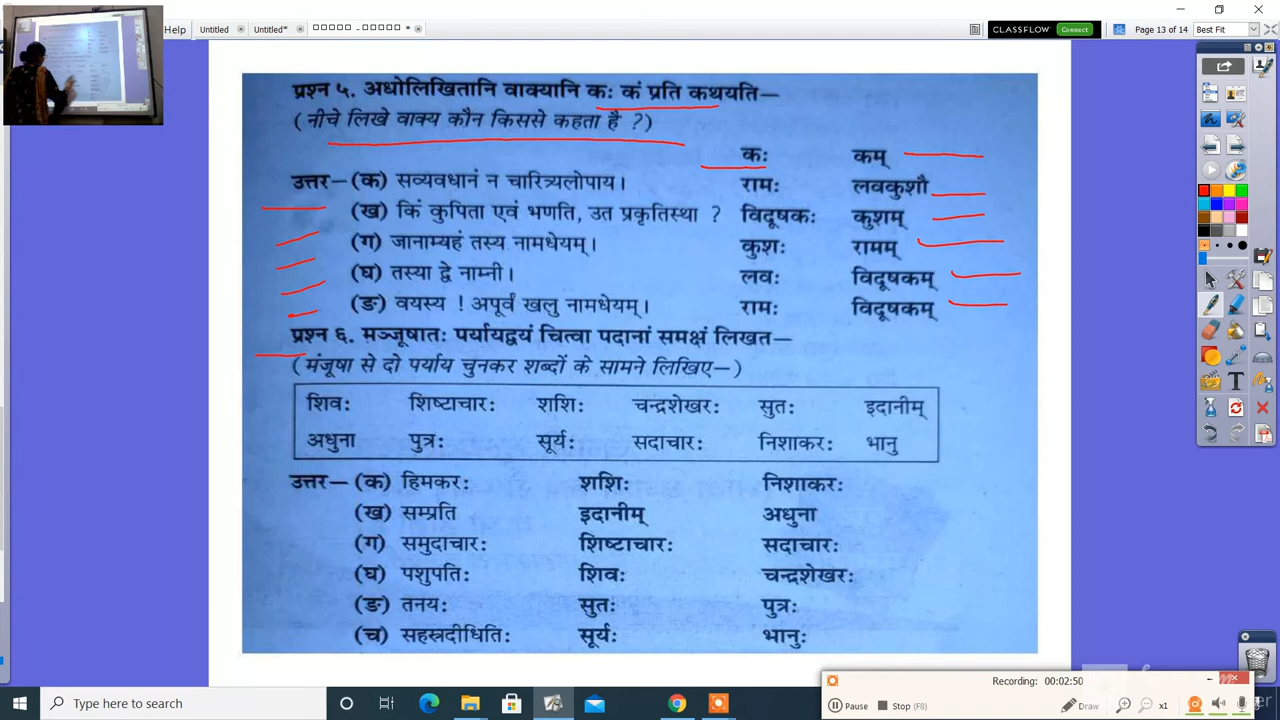 Help Untitled Untitled* CLASSFLOW Connect Page 13 of 14 Best Fit
प्रश्न ५. अधोलिखितानि वाक्यानि कः कं प्रति कथयति—
(नीचे लिखे वाक्य कौन किससे कहता है ?)
कः कम्
उत्तर—(क) सव्यवधानं न चारित्र्यलोपाय। रामः लवकुशौ
(ख) किं कुपिता एवं भणति, उत प्रकृतिस्था ? विदूषकः कुशम्
(ग) जानाम्यहं तस्य नामधेयम्। कुशः रामम्
(घ) तस्या द्वे नाम्नी। लवः विदूषकम्
(ङ) वयस्य ! अपूर्वं खलु नामधेयम्। रामः विदूषकम्
प्रश्न ६. मञ्जूषातः पर्यायद्वयं चित्वा पदानां समक्षं लिखत—
(मंजूषा से दो पर्याय चुनकर शब्दों के सामने लिखिए—)
शिवः शिष्टाचारः शशिः चन्द्रशेखरः सुतः इदानीम्
अधुना पुत्रः सूर्यः सदाचारः निशाकरः भानु
उत्तर—(क) हिमकरः शशिः निशाकरः
(ख) सम्प्रति इदानीम् अधुना
(ग) समुदाचारः शिष्टाचारः सदाचारः
(घ) पशुपतिः शिवः चन्द्रशेखरः
(ङ) तनयः सुतः पुत्रः
(च) सहस्रदीधितिः सूर्यः भानुः
Recording: 00:02:50
Pause Stop (F8) Draw x1
Type here to search